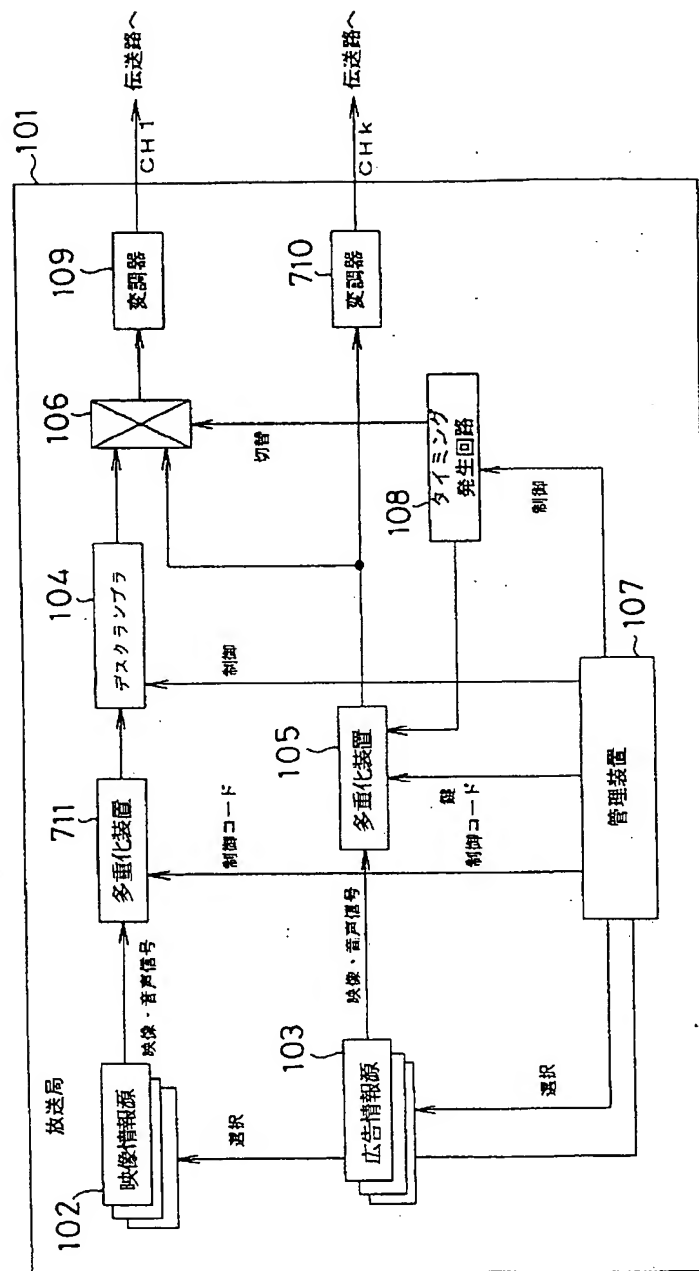 101
放送局
102
映像情報源
映像・音声信号
711
多重化装置
104
デスクランブラ
106
109
変調器
CH1
伝送路へ
選択
制御コード
制御
切替
103
広告情報源
映像・音声信号
105
多重化装置
710
変調器
CHk
伝送路へ
選択
制御コード
鍵
108
タイミング
発生回路
制御
107
管理装置